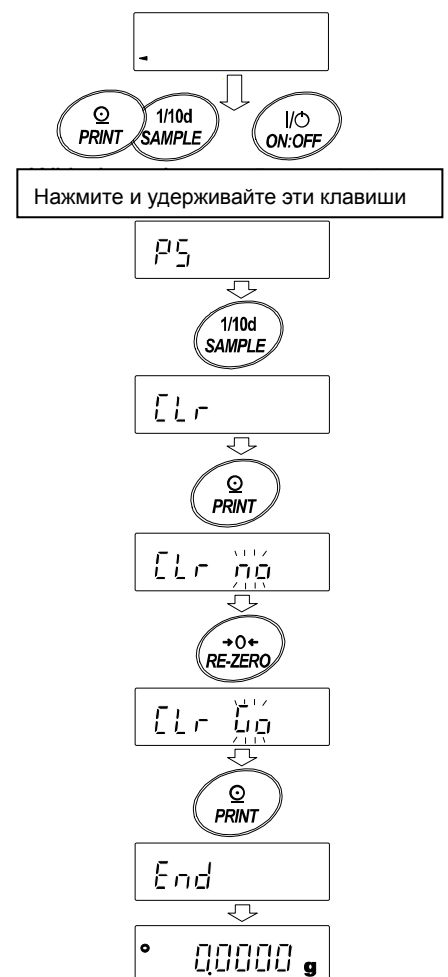 1/10d I/⏻
PRINT SAMPLE ON:OFF
Нажмите и удерживайте эти клавиши
PS
1/10d
SAMPLE
CLr
PRINT
CLr no
→0←
RE-ZERO
CLr Go
PRINT
End
0.0000 g